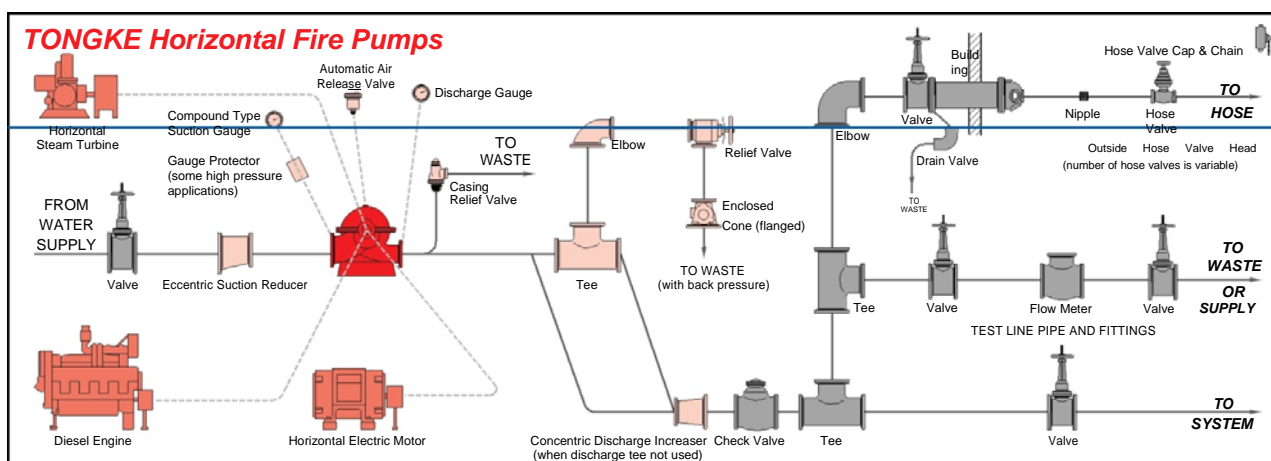 TONGKE Horizontal Fire Pumps
Horizontal
Steam Turbine
Compound Type
Suction Gauge
Automatic Air
Release Valve
Discharge Gauge
Gauge Protector
(some high pressure
applications)
TO
WASTE
Casing
Relief Valve
Elbow
Relief Valve
Enclosed
Cone (flanged)
TO WASTE
(with back pressure)
Elbow
Valve
Build
ing
Drain Valve
TO
WASTE
Hose Valve Cap & Chain
Nipple
Hose
Valve
TO
HOSE
Outside Hose Valve Head
(number of hose valves is variable)
FROM
WATER
SUPPLY
Valve
Eccentric Suction Reducer
Tee
Tee
Valve
Flow Meter
Valve
TO
WASTE
OR
SUPPLY
TEST LINE PIPE AND FITTINGS
Diesel Engine
Horizontal Electric Motor
Concentric Discharge Increaser
(when discharge tee not used)
Check Valve
Tee
Valve
TO
SYSTEM